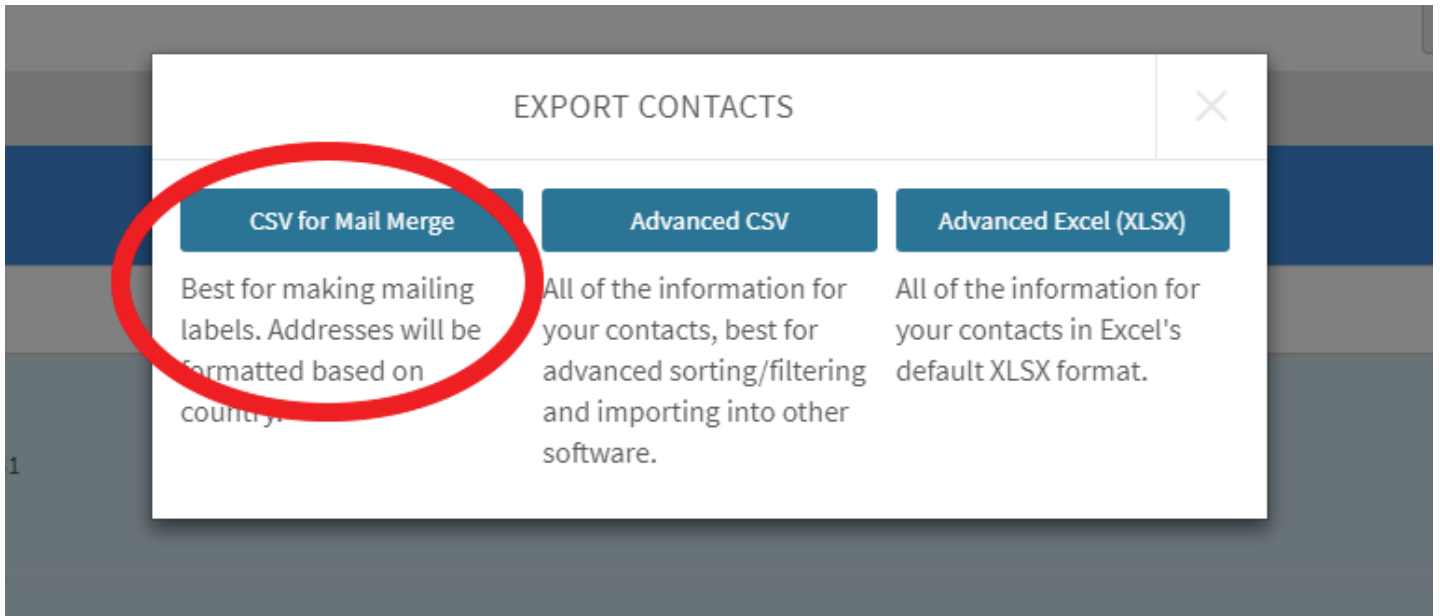 EXPORT CONTACTS
CSV for Mail Merge
Best for making mailing
labels. Addresses will be
formatted based on
country.
Advanced CSV
All of the information for
your contacts, best for
advanced sorting/filtering
and importing into other
software.
Advanced Excel (XLSX)
All of the information for
your contacts in Excel's
default XLSX format.